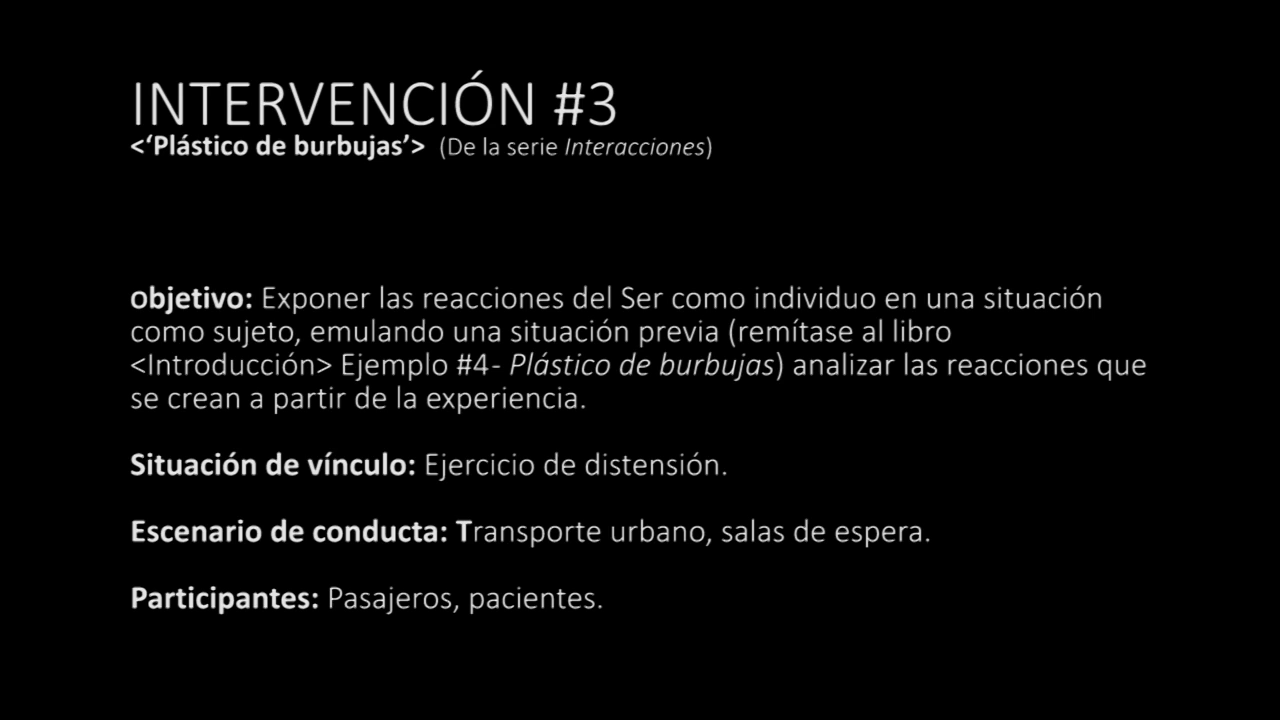 INTERVENCIÓN #3
<‘Plástico de burbujas’> (De la serie Interacciones)
objetivo: Exponer las reacciones del Ser como individuo en una situación
como sujeto, emulando una situación previa (remítase al libro
<Introducción> Ejemplo #4- Plástico de burbujas) analizar las reacciones que
se crean a partir de la experiencia.
Situación de vínculo: Ejercicio de distensión.
Escenario de conducta: Transporte urbano, salas de espera.
Participantes: Pasajeros, pacientes.